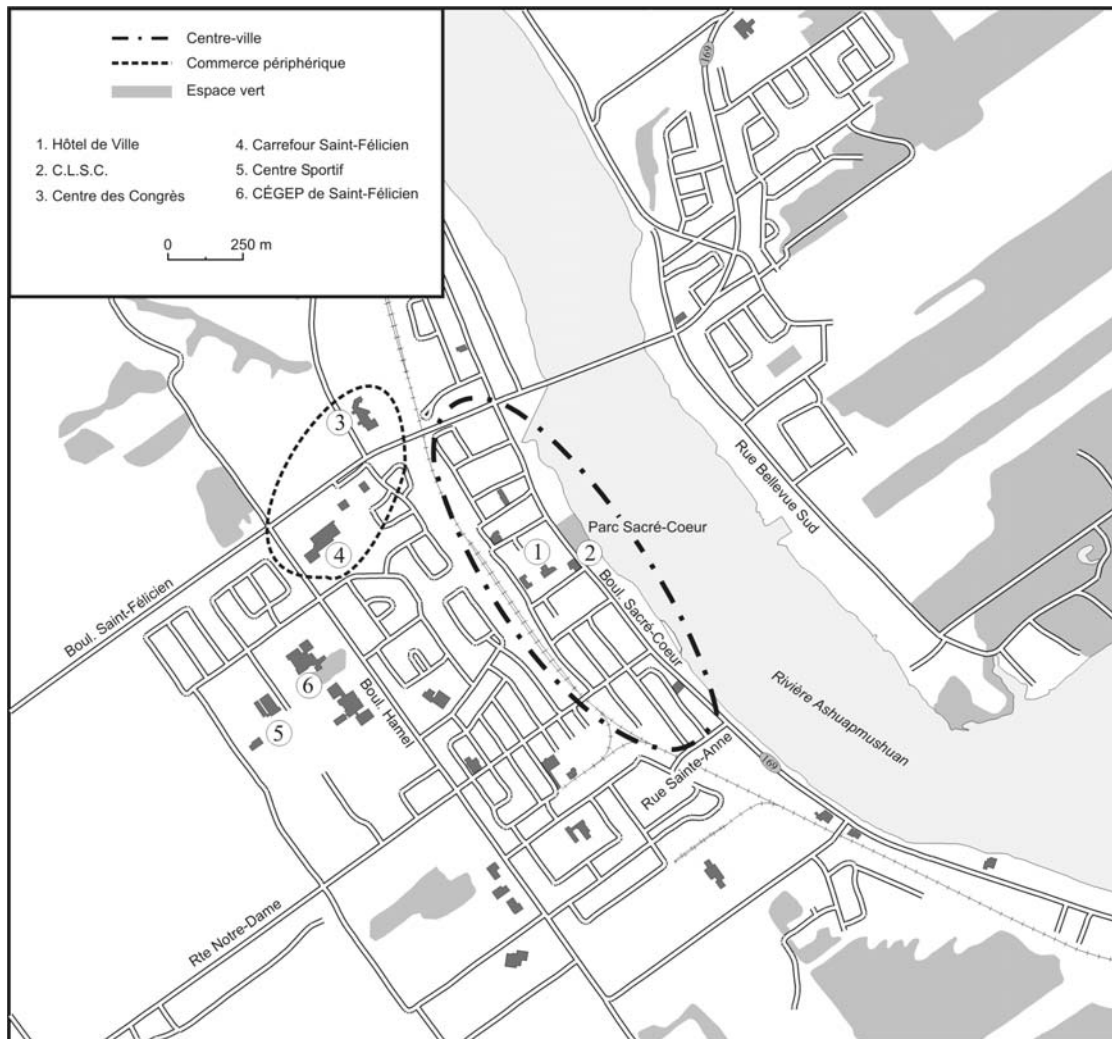 Centre-ville
Commerce périphérique
Espace vert
1. Hôtel de Ville
2. C.L.S.C.
3. Centre des Congrès
4. Carrefour Saint-Félicien
5. Centre Sportif
6. CÉGEP de Saint-Félicien
0 250 m
169
3
4
Parc Sacré-Coeur
1
2
Rue Bellevue Sud
Boul. Saint-Félicien
Boul. Sacré-Coeur
6
5
Boul. Hamel
Rivière Ashuapmushuan
Rue Sainte-Anne
169
Rte Notre-Dame